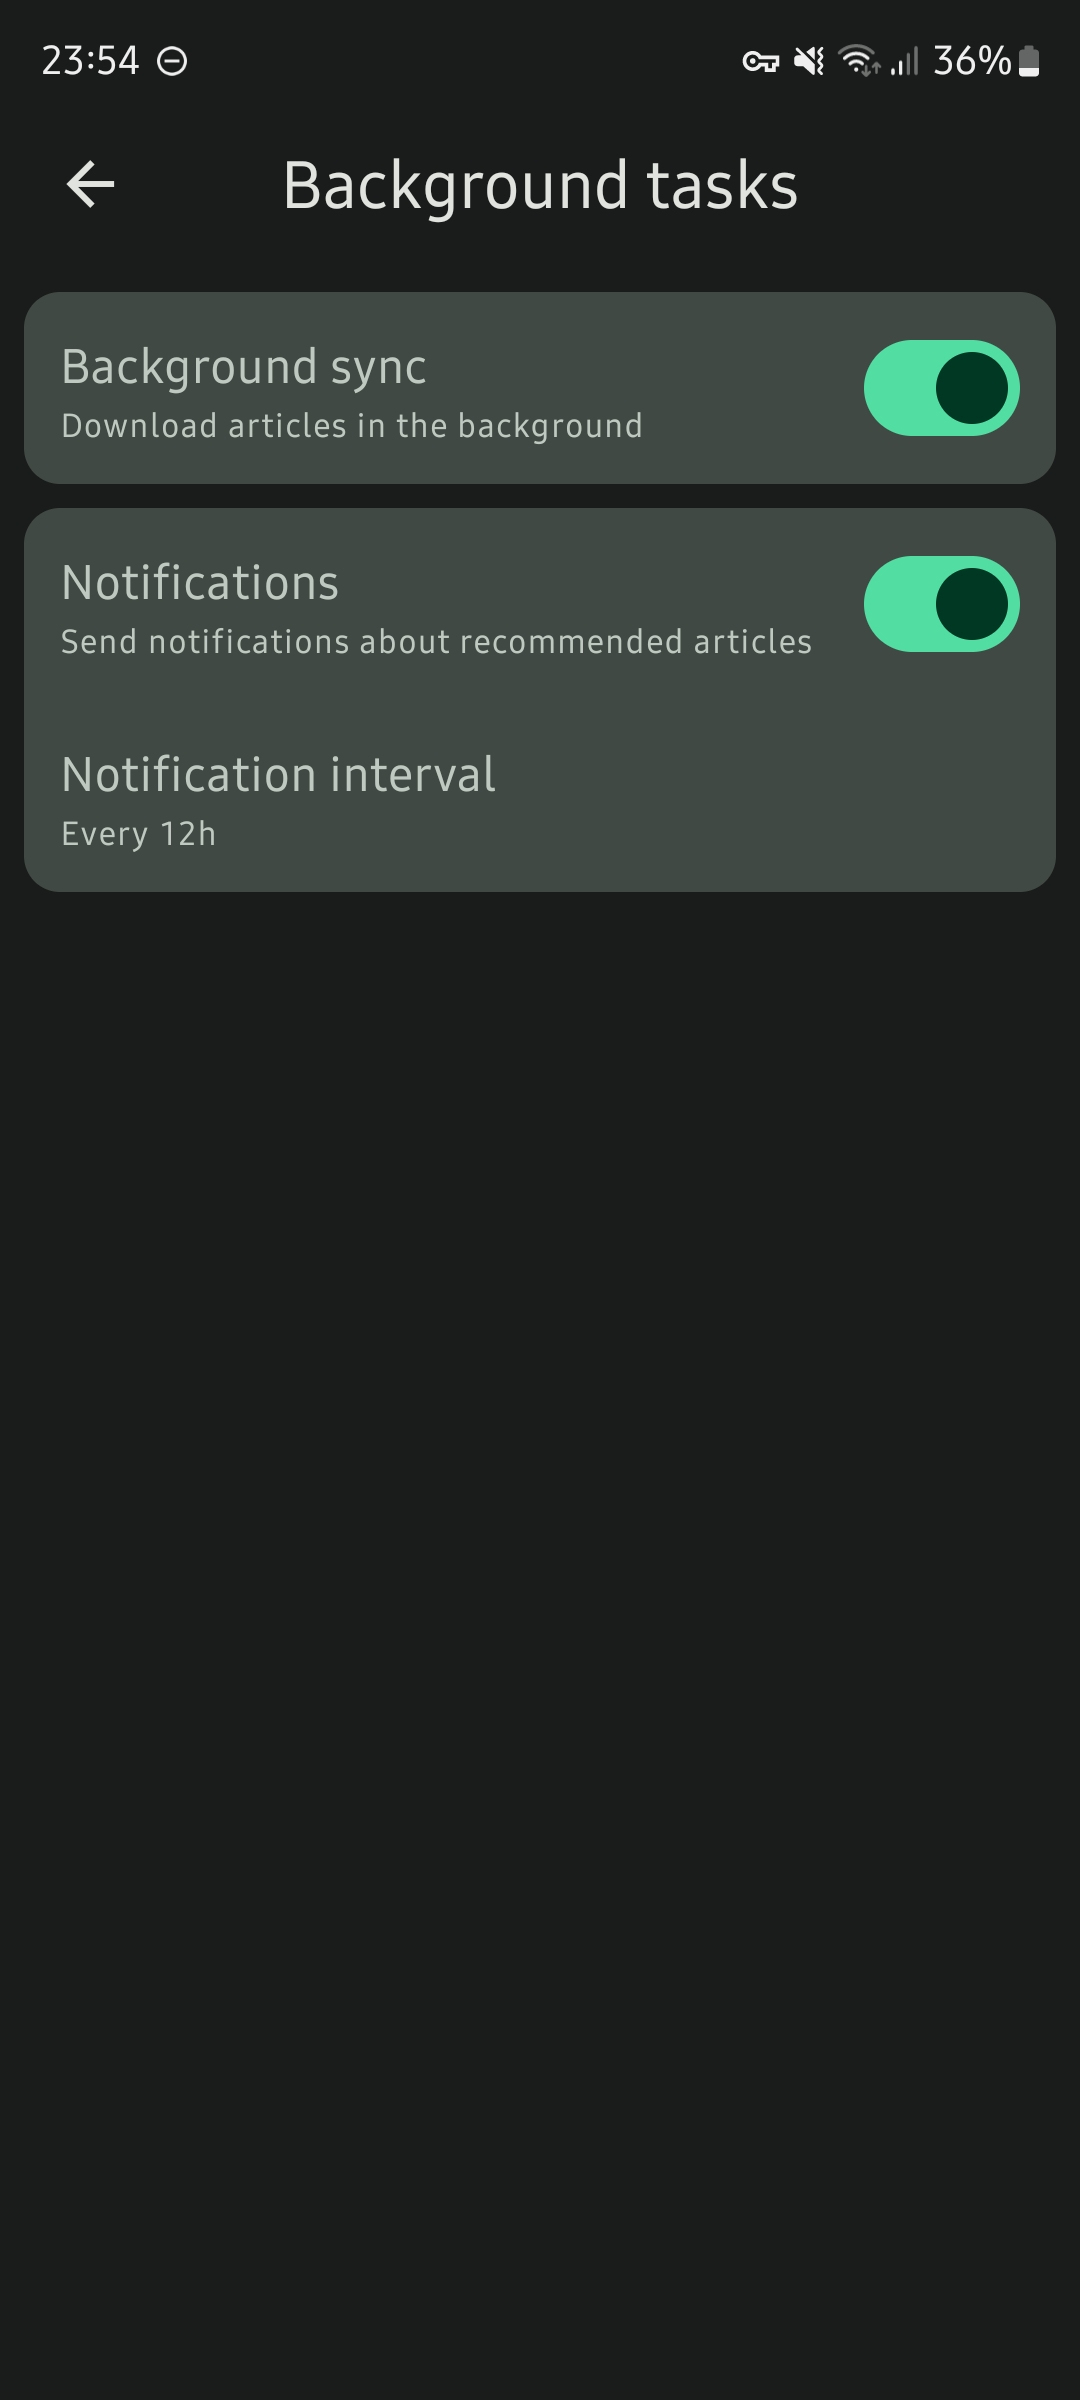 23:54
36%
Background tasks
Background sync
Download articles in the background
Notifications
Send notifications about recommended articles
Notification interval
Every 12h